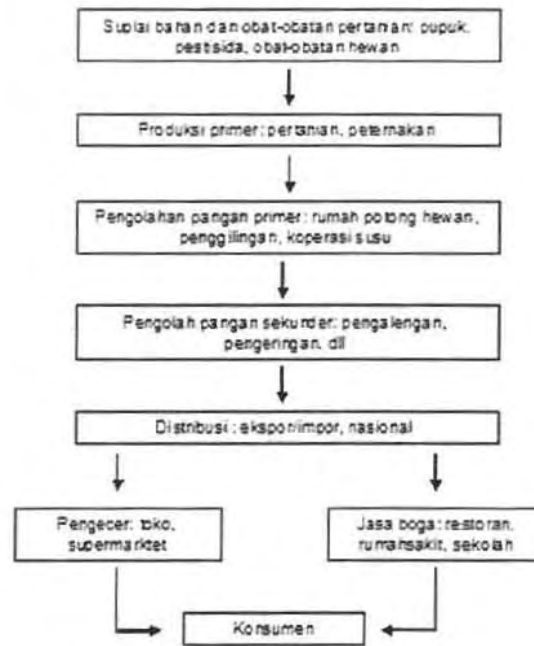 Suplai bahan dan obat-obatan pertanian: pupuk,
pestisida, obat-obatan hewan
Produksi primer: pertanian, peternakan
Pengolahan pangan primer: rumah potong hewan,
penggilingan, koperasi susu
Pengolah pangan sekunder: pengalengan,
pengeringan, dll
Distribusi : ekspor/impor, nasional
Pengecer: toko,
supermarktet
Jasa boga: restoran,
rumahsakit, sekolah
Konsumen